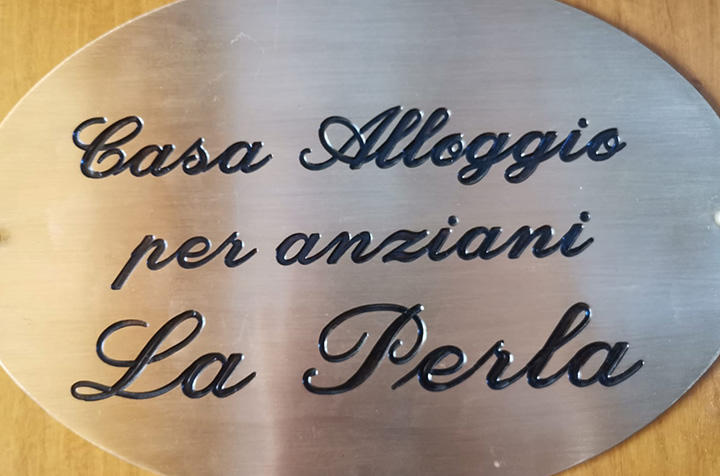 Casa Alloggio
per anziani
La Perla